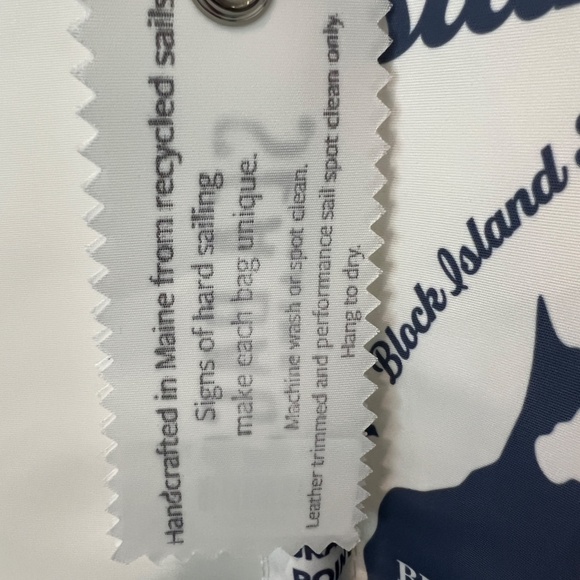 Handcrafted in Maine from recycled sails
Signs of hard sailing
make each bag unique.
Machine wash or spot clean.
Leather trimmed and performance sail spot clean only.
Hang to dry.
Block Island